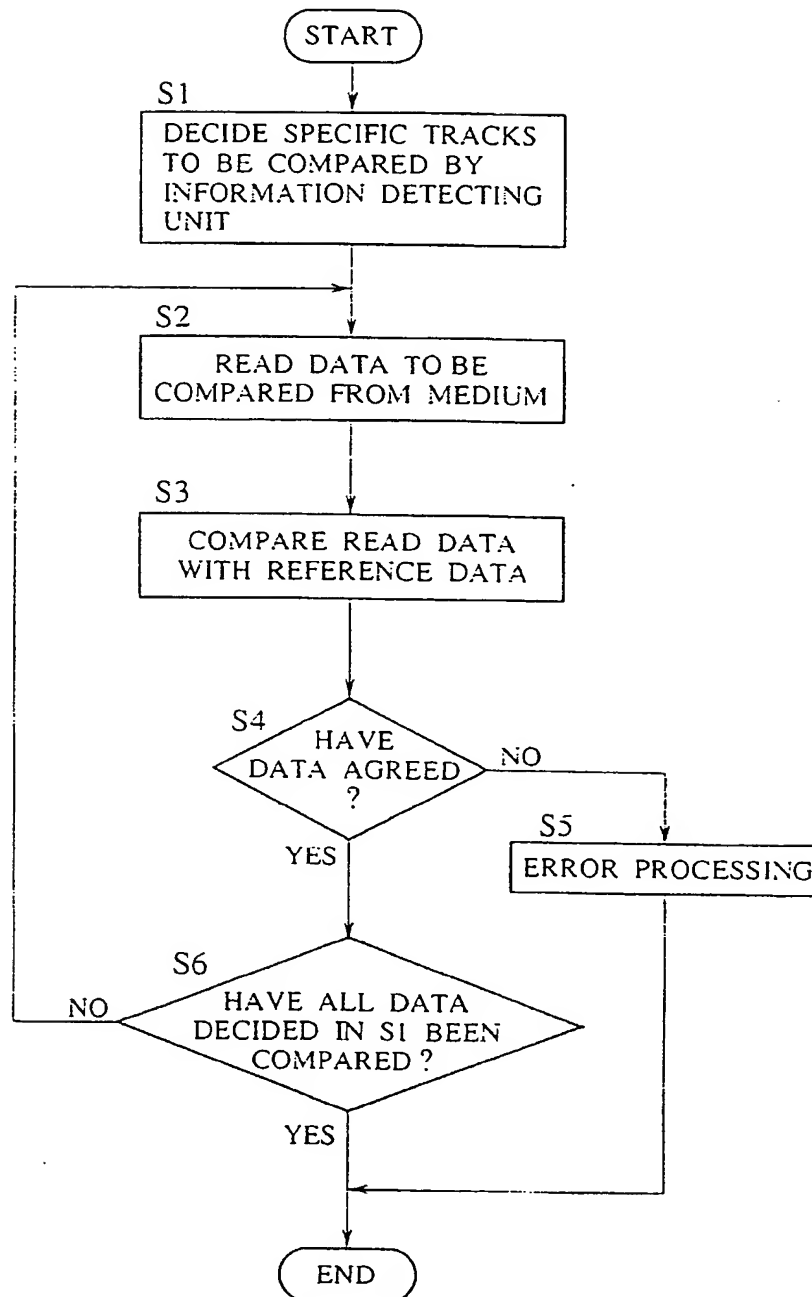 START
S1
DECIDE SPECIFIC TRACKS
TO BE COMPARED BY
INFORMATION DETECTING
UNIT
S2
READ DATA TO BE
COMPARED FROM MEDIUM
S3
COMPARE READ DATA
WITH REFERENCE DATA
S4
HAVE
DATA AGREED
?
NO
YES
S5
ERROR PROCESSING
S6
NO
HAVE ALL DATA
DECIDED IN S1 BEEN
COMPARED?
YES
END